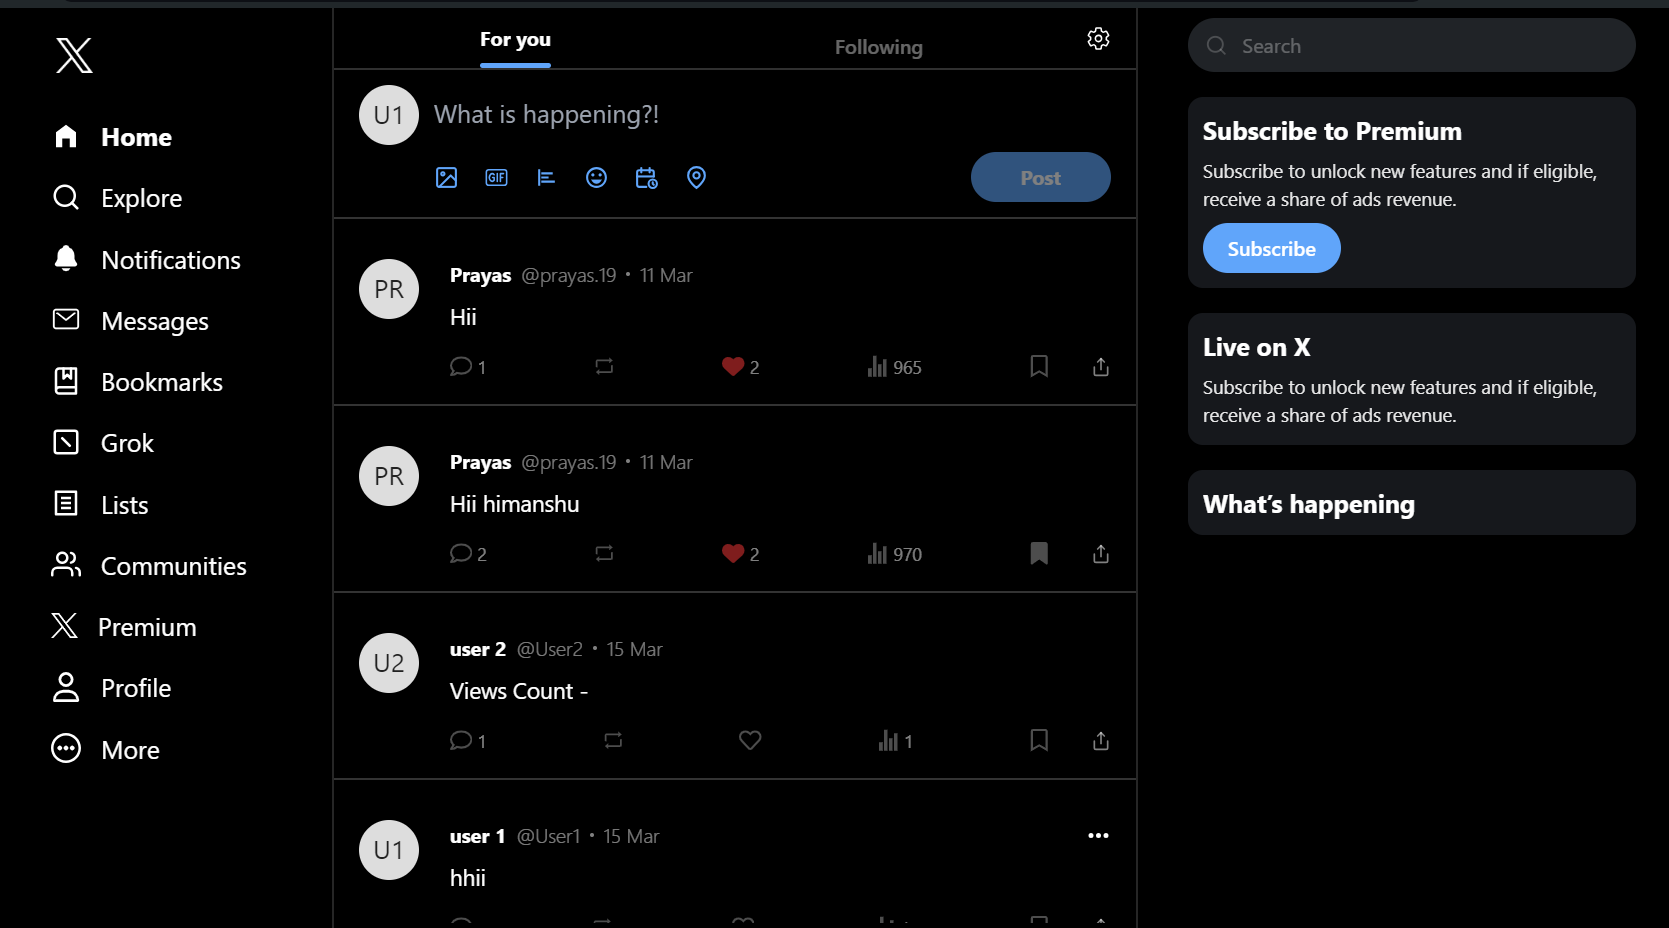 Home
Explore
Notifications
Messages
Bookmarks
Grok
Lists
Communities
Premium
Profile
More
For you
Following
U1
What is happening?!
GIF
Post
PR
Prayas @prayas.19 • 11 Mar
Hii
1 2 965
PR
Prayas @prayas.19 • 11 Mar
Hii himanshu
2 2 970
U2
user 2 @User2 • 15 Mar
Views Count -
1 1
U1
user 1 @User1 • 15 Mar
hhii
Search
Subscribe to Premium
Subscribe to unlock new features and if eligible,
receive a share of ads revenue.
Subscribe
Live on X
Subscribe to unlock new features and if eligible,
receive a share of ads revenue.
What’s happening